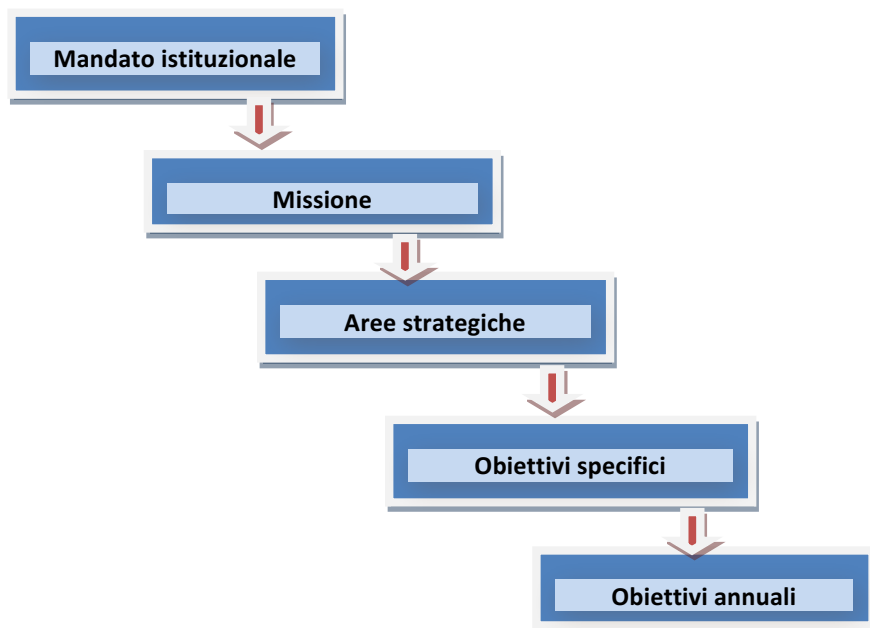 Mandato istituzionale
Missione
Aree strategiche
Obiettivi specifici
Obiettivi annuali